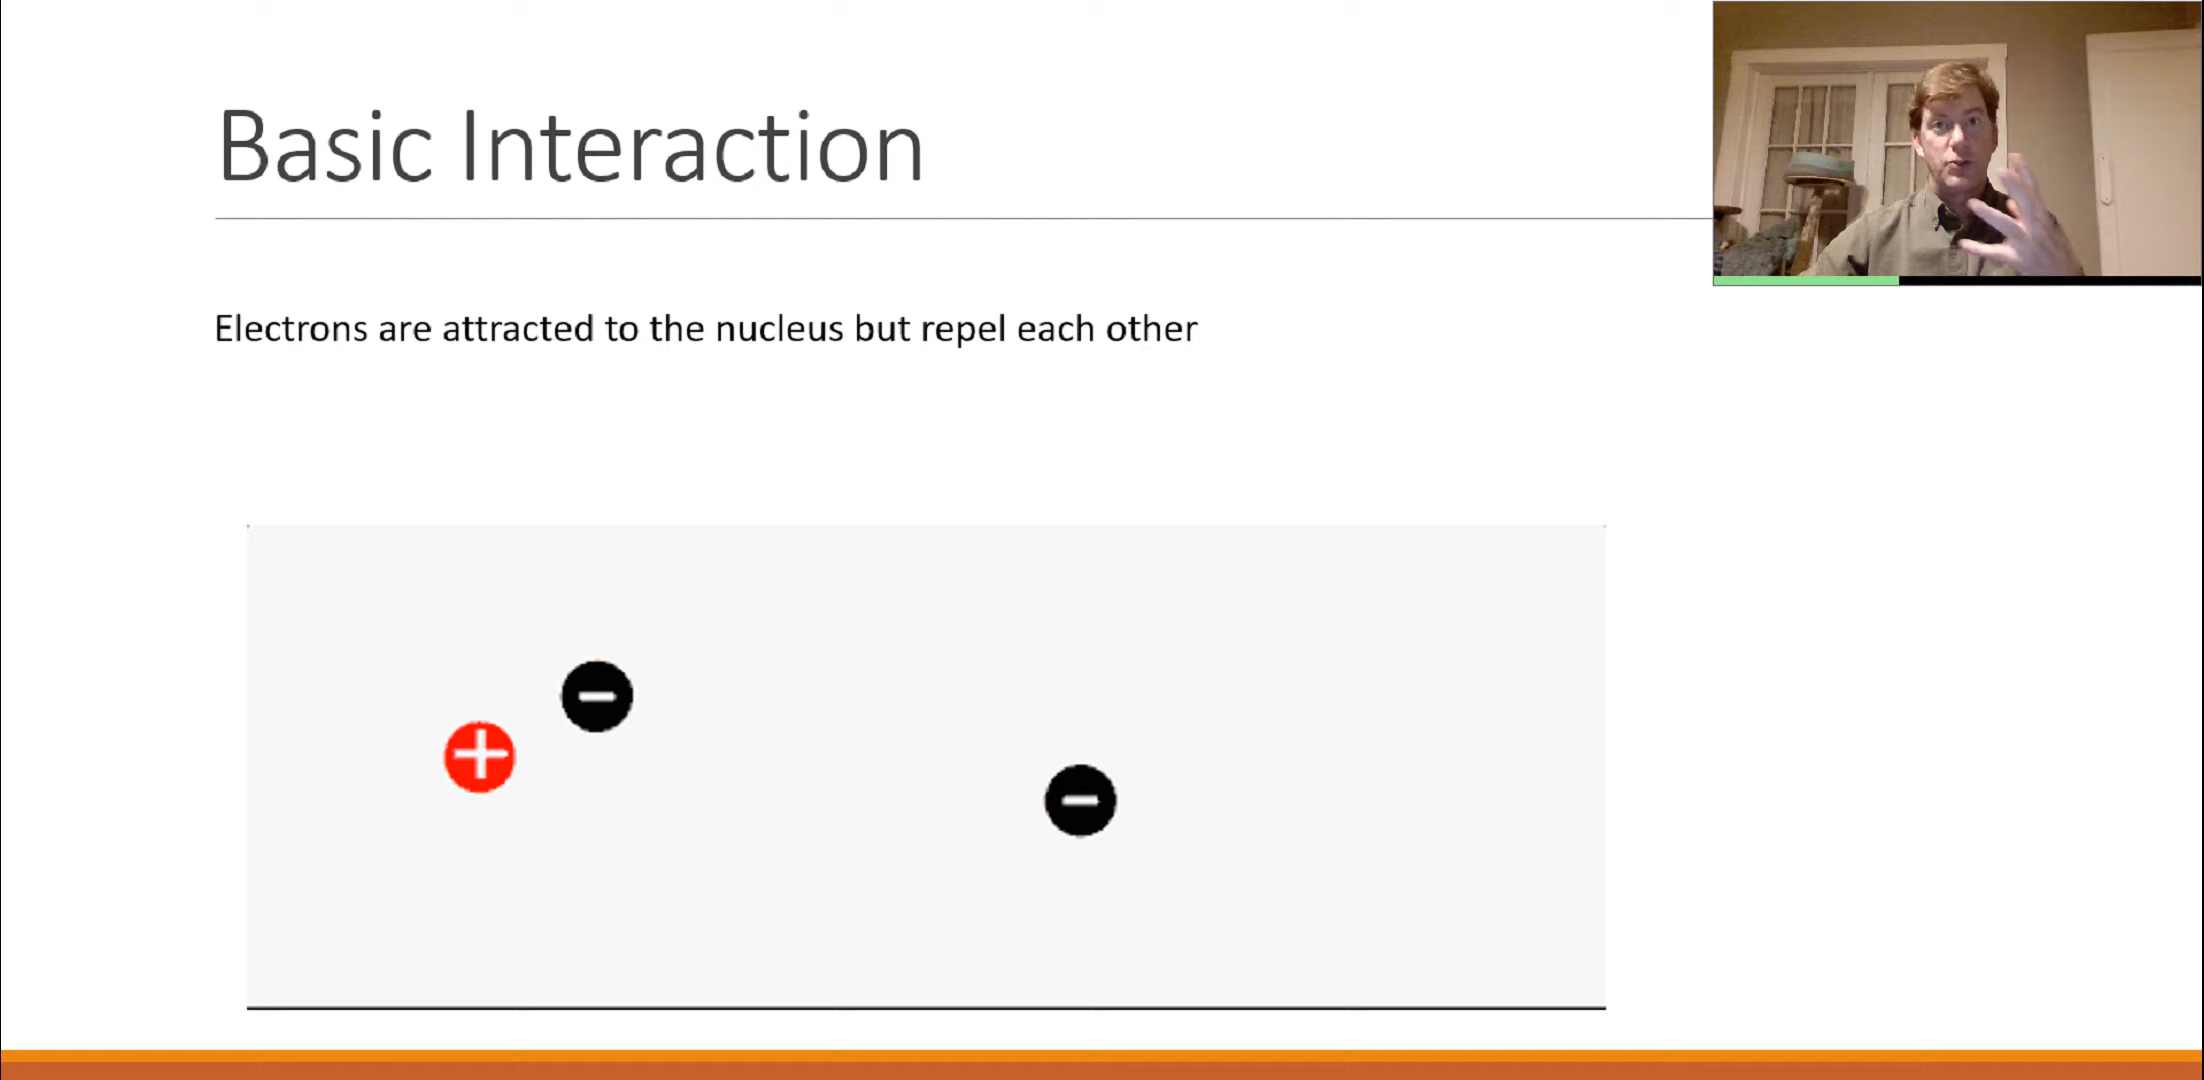 Basic Interaction
Electrons are attracted to the nucleus but repel each other
+
−
−